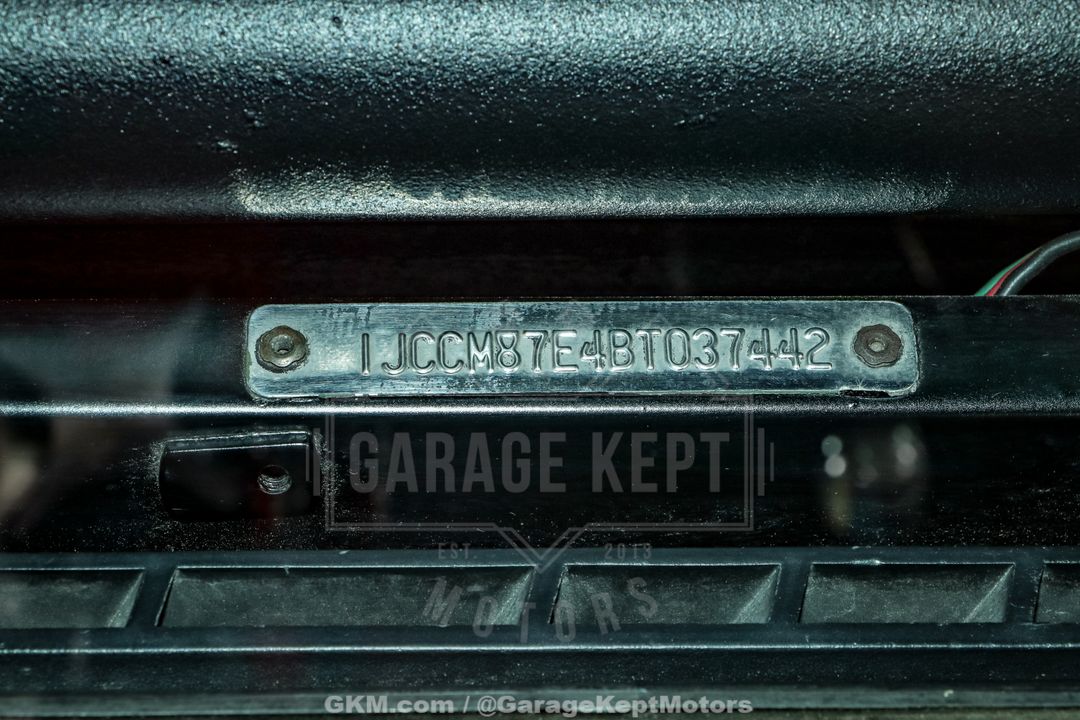 1JCCM87E4BT037442
GARAGE KEPT
EST. 2013
MOTORS
GKM.com / @GarageKeptMotors